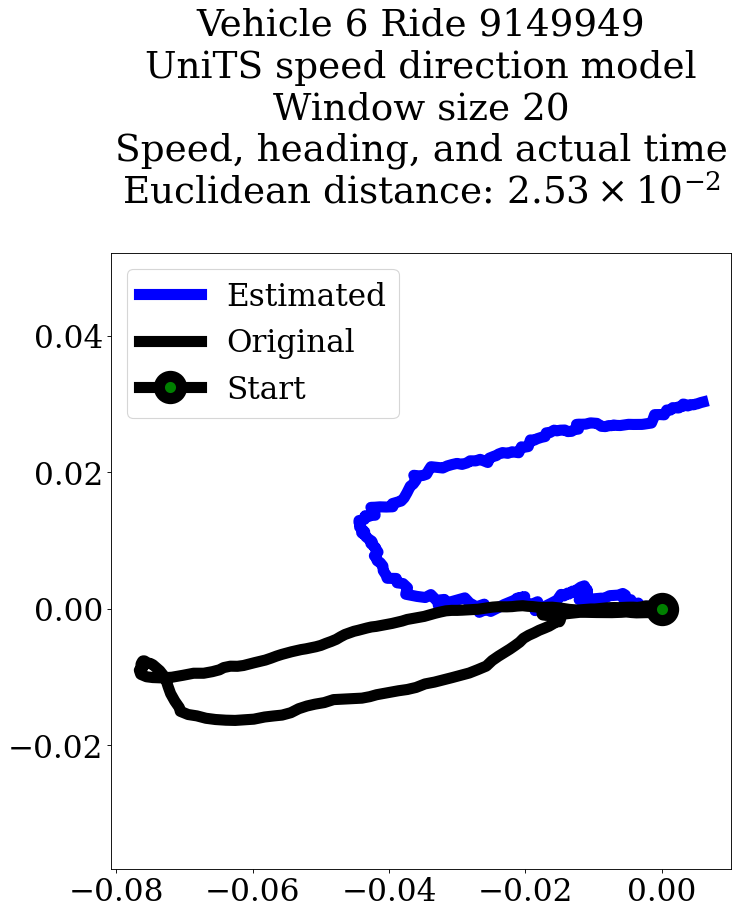 Vehicle 6 Ride 9149949
UniTS speed direction model
Window size 20
Speed, heading, and actual time
Euclidean distance: 2.53 × 10⁻²
Estimated
Original
Start
0.04
0.02
0.00
−0.02
−0.08 −0.06 −0.04 −0.02 0.00